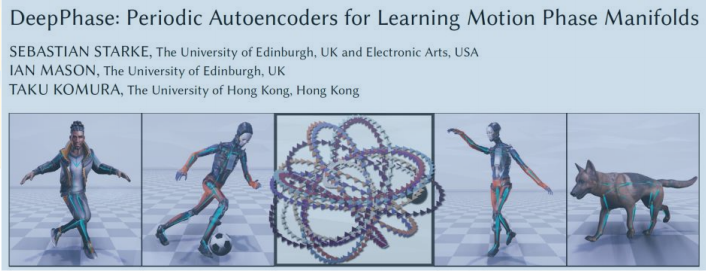 DeepPhase: Periodic Autoencoders for Learning Motion Phase Manifolds
SEBASTIAN STARKE, The University of Edinburgh, UK and Electronic Arts, USA
IAN MASON, The University of Edinburgh, UK
TAKU KOMURA, The University of Hong Kong, Hong Kong